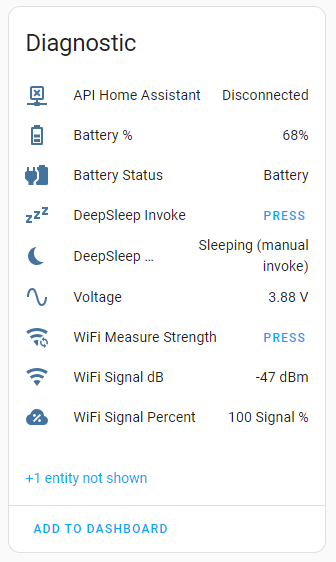 Diagnostic
API Home Assistant Disconnected
Battery % 68%
Battery Status Battery
DeepSleep Invoke PRESS
DeepSleep ... Sleeping (manual
invoke)
Voltage 3.88 V
WiFi Measure Strength PRESS
WiFi Signal dB -47 dBm
WiFi Signal Percent 100 Signal %
+1 entity not shown
ADD TO DASHBOARD